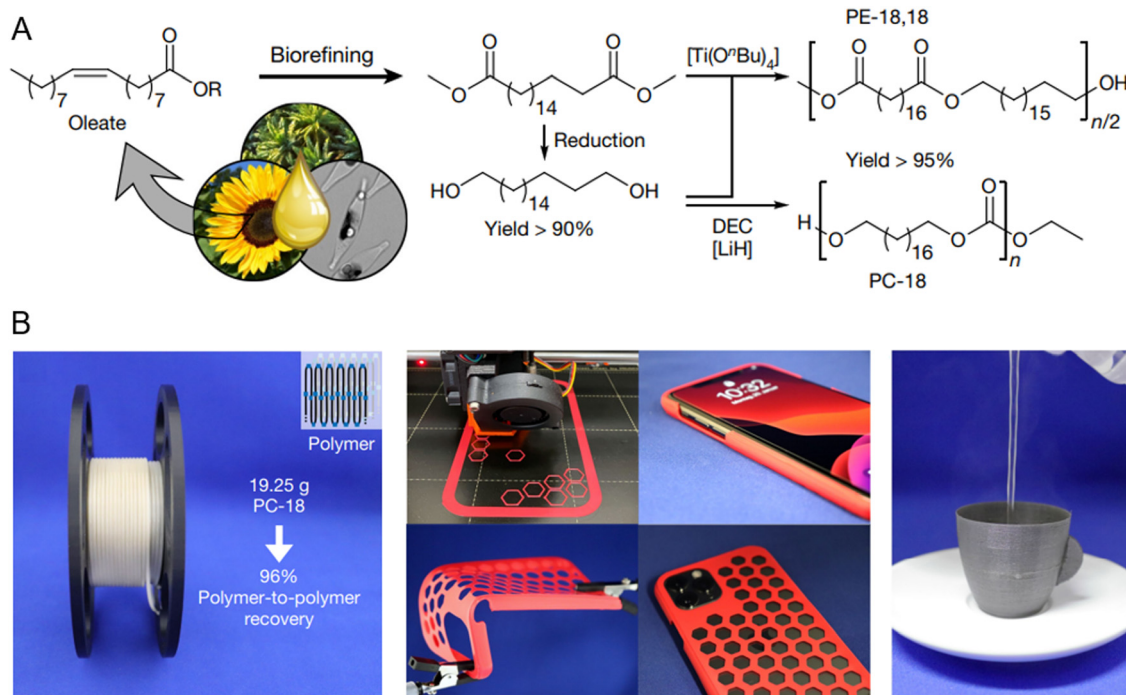 A
Oleate
7
7
O
OR
Biorefining
O
O
14
O
O
Reduction
HO
14
OH
Yield > 90%
[Ti(OⁿBu)₄]
DEC
[LiH]
PE-18,18
O
O
O
16
O
15
OH
n/2
Yield > 95%
H
O
16
O
O
O
n
PC-18
B
Polymer
19.25 g
PC-18
96%
Polymer-to-polymer
recovery
10:32